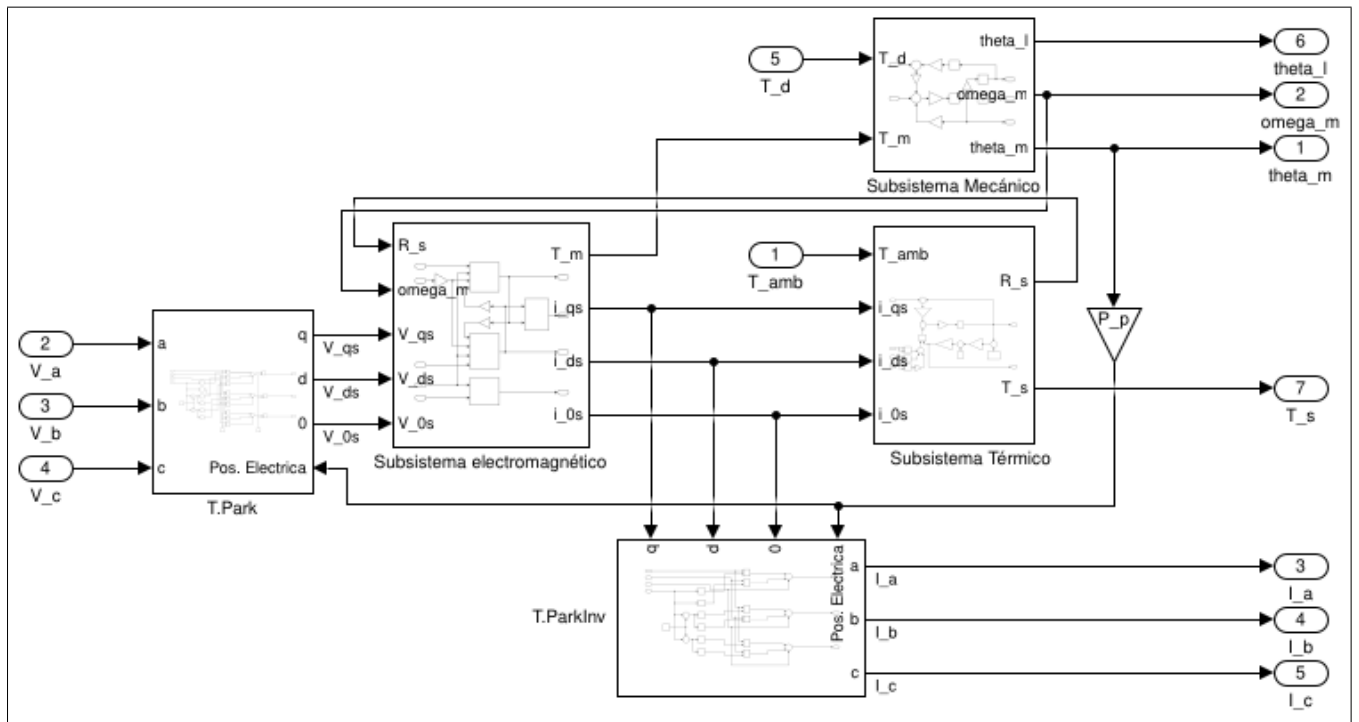 5
T_d
T_d
T_m
theta_l
omega_m
theta_m
Subsistema Mecánico
6
theta_l
2
omega_m
1
theta_m
R_s
omega_m
V_qs
V_ds
V_0s
T_m
i_qs
i_ds
i_0s
Subsistema electromagnético
1
T_amb
T_amb
i_qs
i_ds
i_0s
R_s
T_s
Subsistema Térmico
P_p
7
T_s
2
V_a
3
V_b
4
V_c
a
b
c
q
d
0
Pos. Electrica
T.Park
V_qs
V_ds
V_0s
q
d
0
Pos. Electrica
a
b
c
T.ParkInv
I_a
I_b
I_c
3
I_a
4
I_b
5
I_c